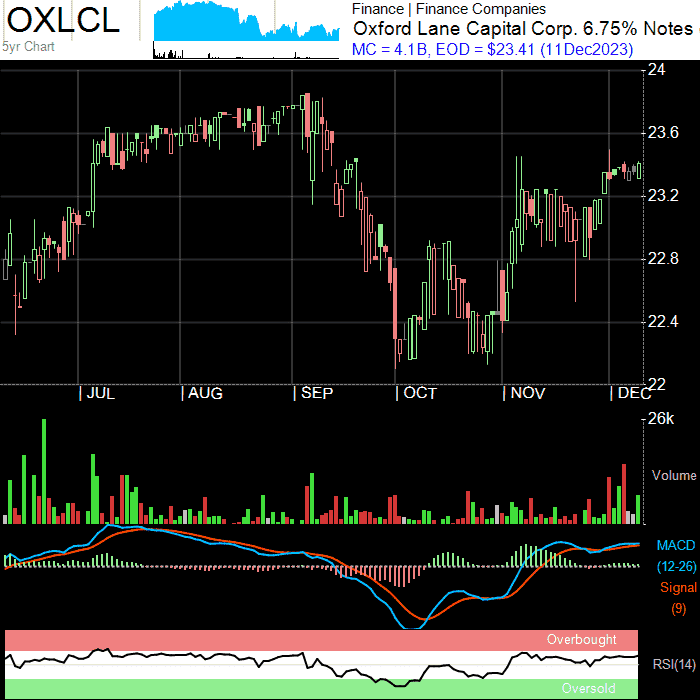 OXLCL
5yr Chart
Finance | Finance Companies
Oxford Lane Capital Corp. 6.75% Notes
MC = 4.1B, EOD = $23.41 (11Dec2023)
24
23.6
23.2
22.8
22.4
22
| JUL | AUG | SEP | OCT | NOV | DEC
26k
Volume
MACD
(12-26)
Signal
(9)
Overbought
RSI(14)
Oversold